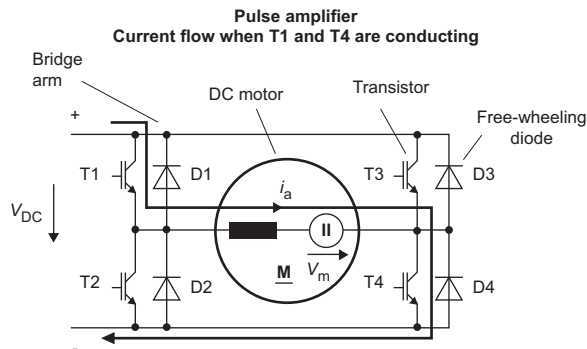 Pulse amplifier
Current flow when T1 and T4 are conducting
Bridge
arm
DC motor
Transistor
Free-wheeling
diode
+
T1
D1
T3
D3
i_a
V_DC
II
T2
D2
M
V_m
T4
D4
-